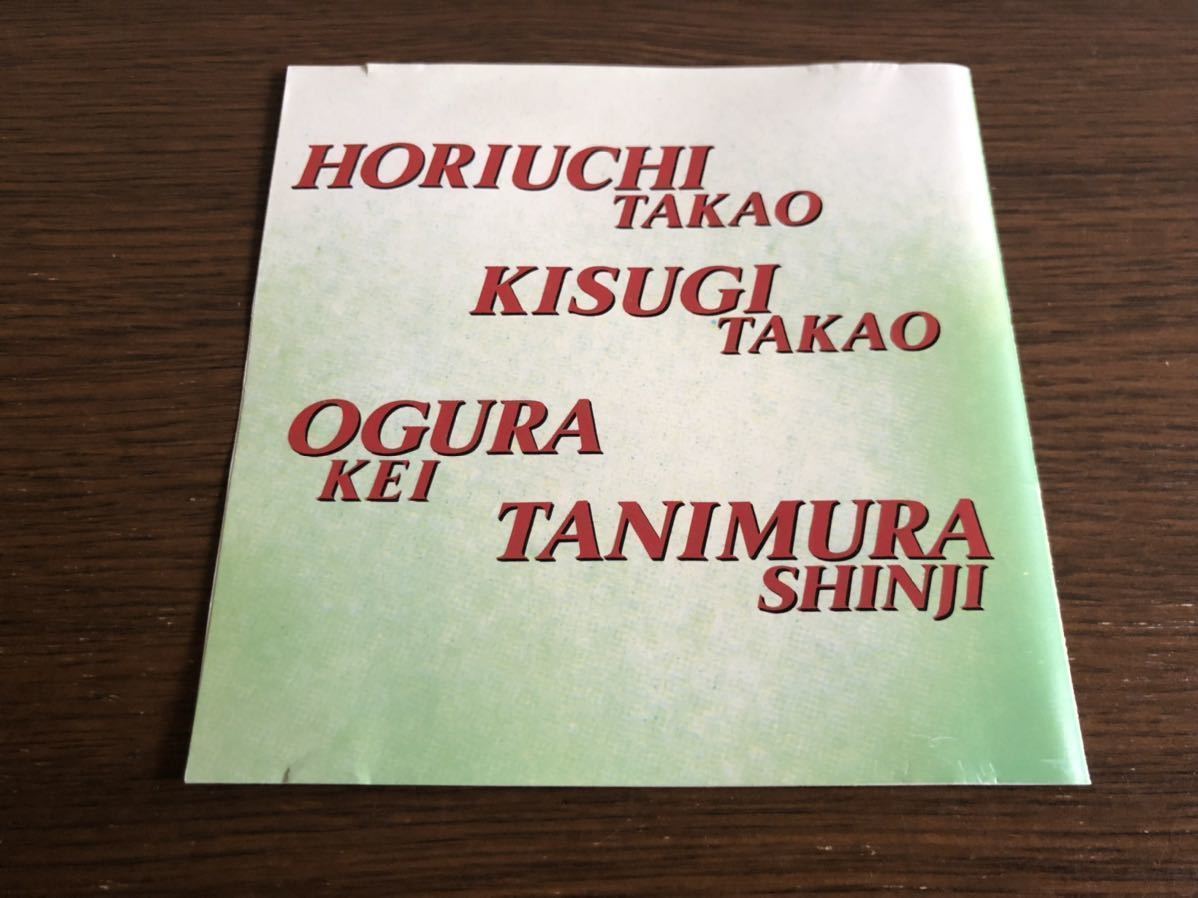 HORIUCHI
TAKAO
KISUGI
TAKAO
OGURA
KEI
TANIMURA
SHINJI